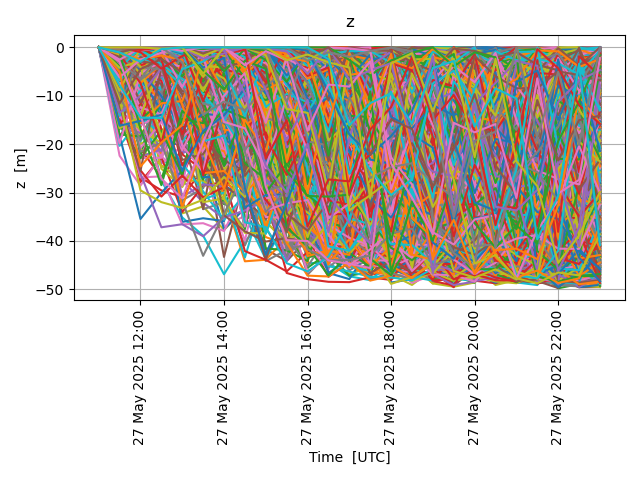 z
0
−10
−20
−30
−40
−50
z [m]
27 May 2025 12:00
27 May 2025 14:00
27 May 2025 16:00
27 May 2025 18:00
27 May 2025 20:00
27 May 2025 22:00
Time [UTC]